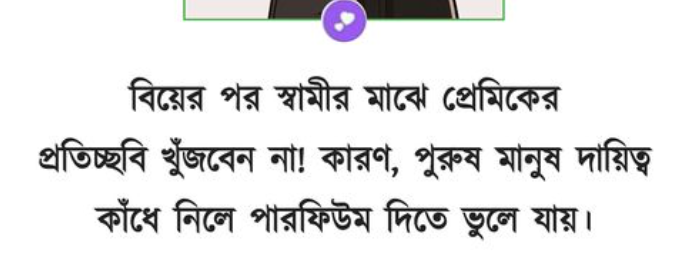 বিয়ের পর স্বামীর মাঝে প্রেমিকের
প্রতিচ্ছবি খুঁজবেন না! কারণ, পুরুষ মানুষ দায়িত্ব
কাঁধে নিলে পারফিউম দিতে ভুলে যায়।